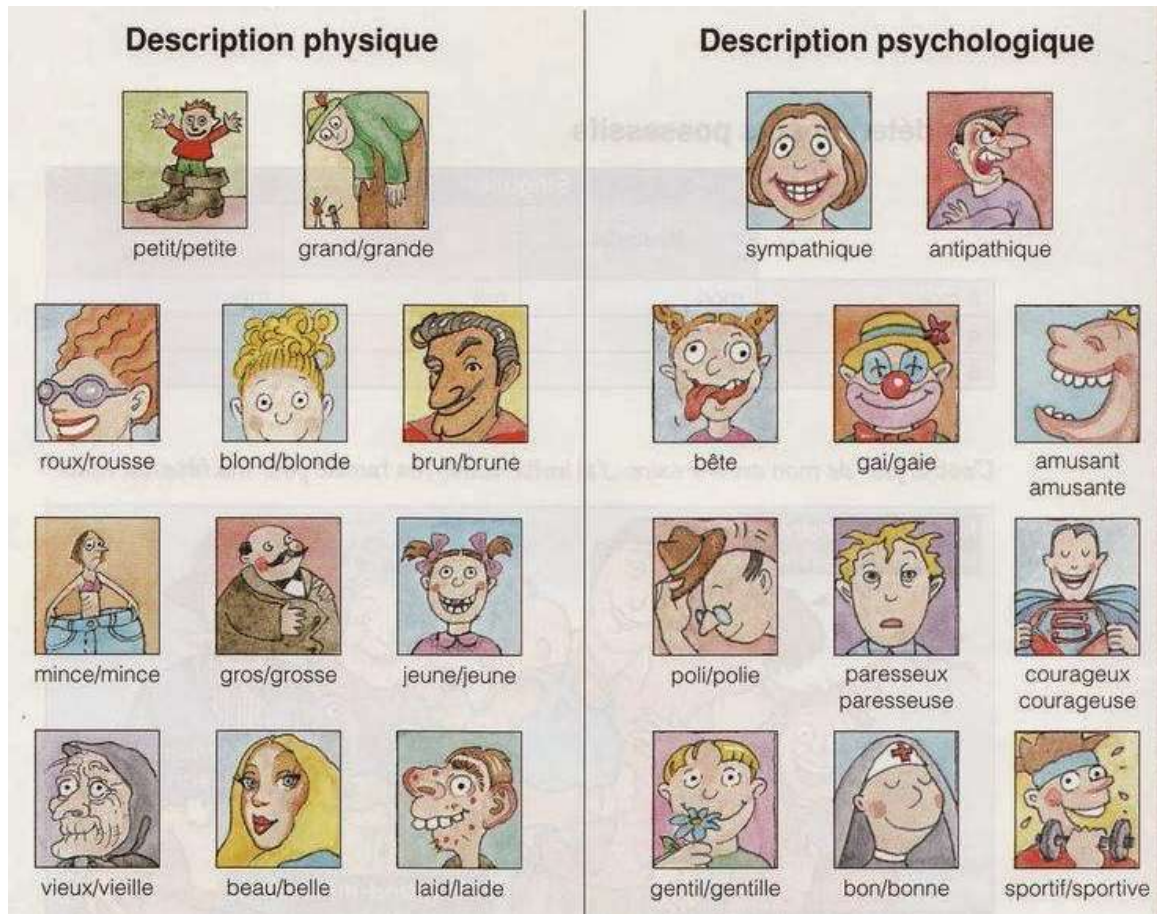 Description physique
petit/petite
grand/grande
roux/rousse
blond/blonde
brun/brune
mince/mince
gros/grosse
jeune/jeune
vieux/vieille
beau/belle
laid/laide
Description psychologique
sympathique
antipathique
bête
gai/gaie
amusant
amusante
poli/polie
paresseux
paresseuse
courageux
courageuse
S
gentil/gentille
bon/bonne
sportif/sportive